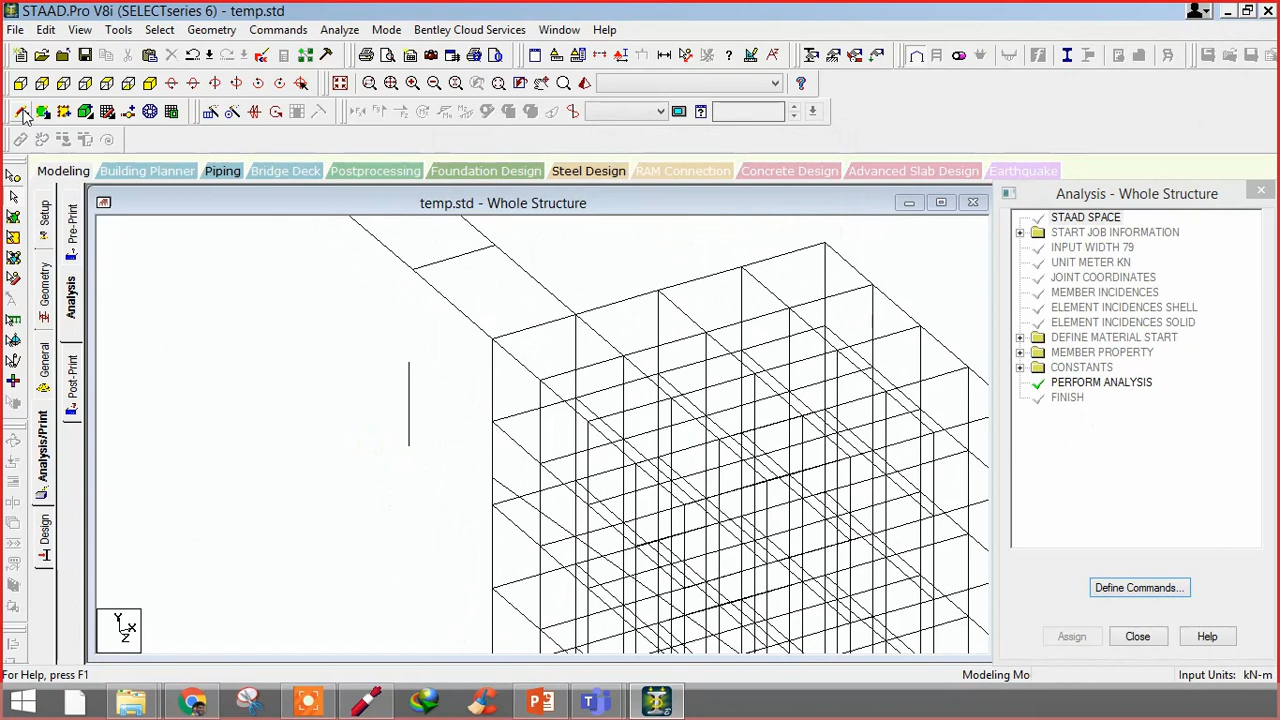 STAAD.Pro V8i (SELECTseries 6) - temp.std
File Edit View Tools Select Geometry Commands Analyze Mode Bentley Cloud Services Window Help
Modeling Building Planner Piping Bridge Deck Postprocessing Foundation Design Steel Design RAM Connection Concrete Design Advanced Slab Design Earthquake
Setup
Geometry
General
Analysis/Print
Design
Pre-Print
Analysis
Post-Print
temp.std - Whole Structure
Y
X
Z
Analysis - Whole Structure
STAAD SPACE
START JOB INFORMATION
INPUT WIDTH 79
UNIT METER KN
JOINT COORDINATES
MEMBER INCIDENCES
ELEMENT INCIDENCES SHELL
ELEMENT INCIDENCES SOLID
DEFINE MATERIAL START
MEMBER PROPERTY
CONSTANTS
PERFORM ANALYSIS
FINISH
Define Commands...
Assign Close Help
For Help, press F1 Modeling Mo Input Units: kN-m